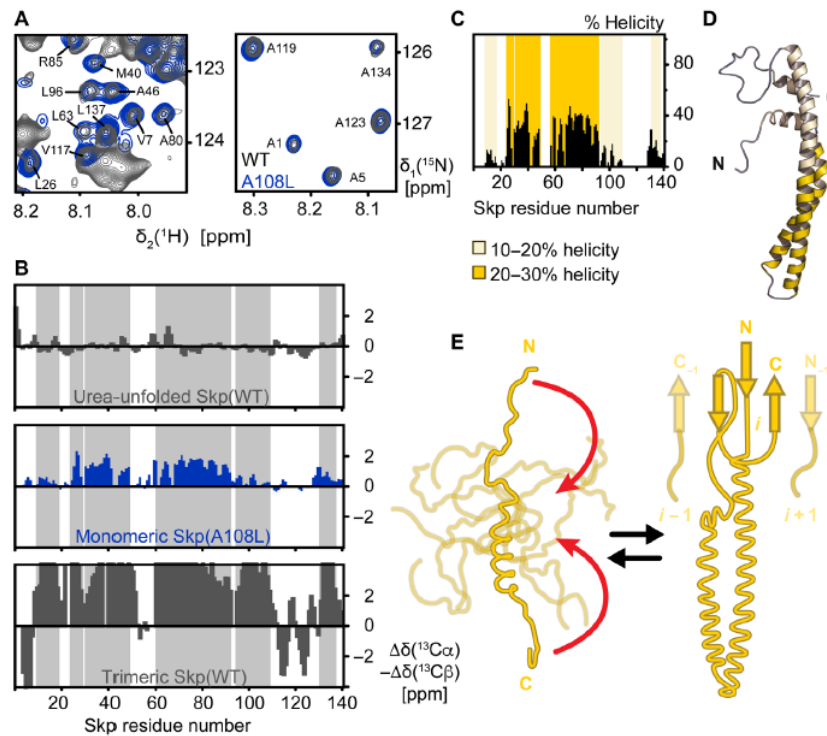 A
R85
M40
L96
A46
L63
L137
V7
A80
V117
L26
123
124
8.2
8.1
8.0
δ₂(¹H) [ppm]
A119
A134
A123
A1
A5
WT
A108L
126
127
8.3
8.2
8.1
δ₁(¹⁵N)
[ppm]
B
2
0
−2
Urea-unfolded Skp(WT)
2
0
−2
Monomeric Skp(A108L)
2
0
−2
Trimeric Skp(WT)
20
40
60
80
100
120
140
Skp residue number
Δδ(¹³Cα)
−Δδ(¹³Cβ)
[ppm]
C
% Helicity
80
40
0
0
20
40
60
80
100
140
Skp residue number
10–20% helicity
20–30% helicity
D
N
E
N
C
C₋₁
N
C
i
i−1
i+1